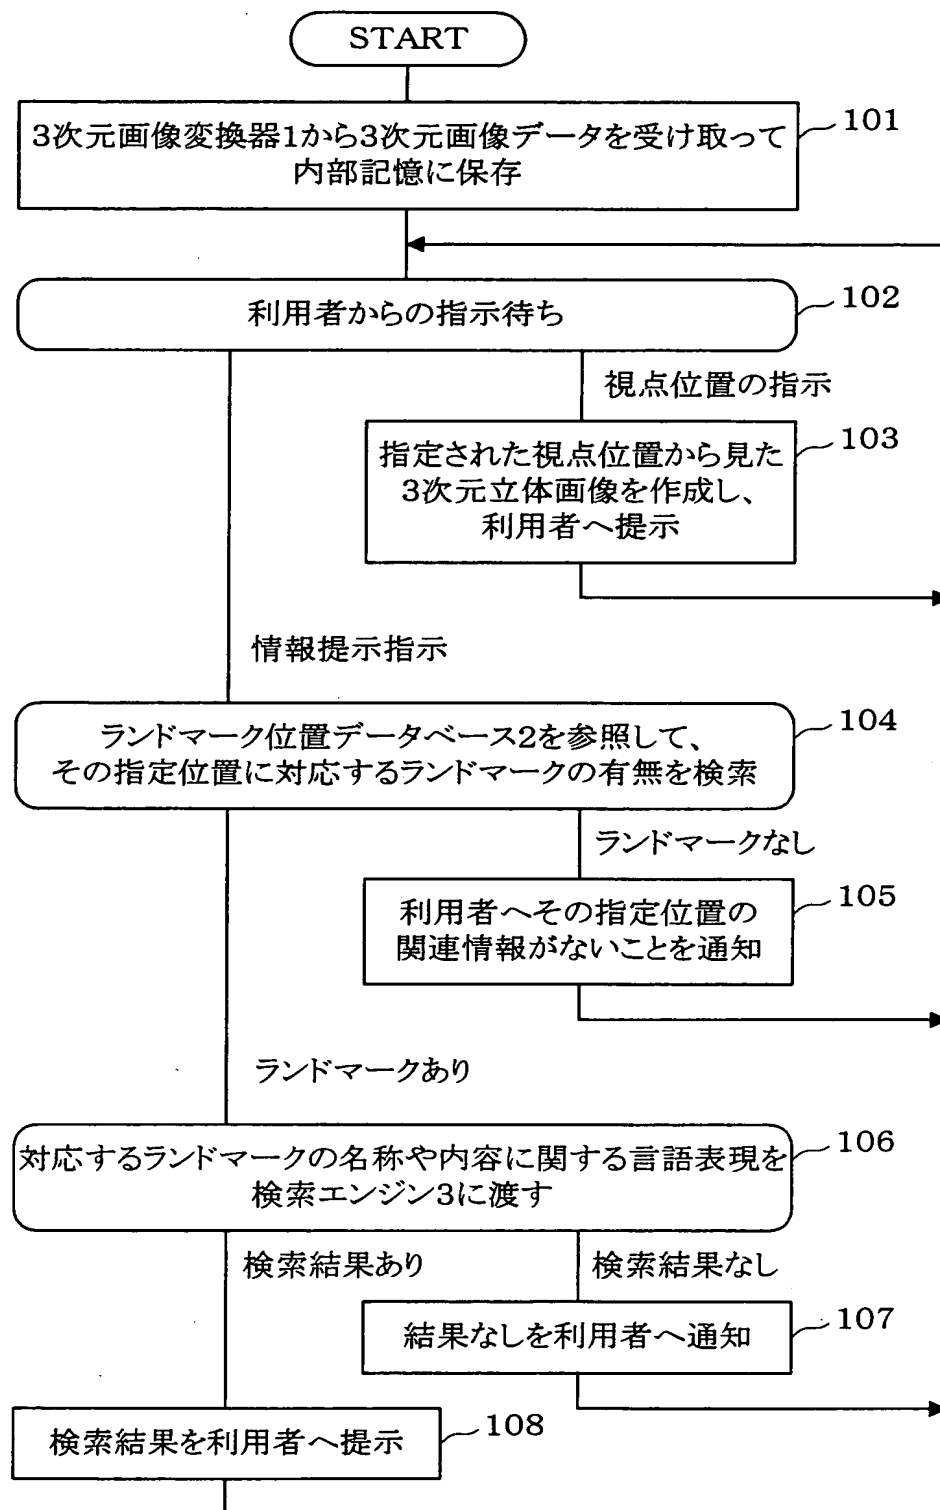 START
3次元画像変換器1から3次元画像データを受け取って
内部記憶に保存
101
利用者からの指示待ち
102
視点位置の指示
指定された視点位置から見た
3次元立体画像を作成し、
利用者へ提示
103
情報提示指示
ランドマーク位置データベース2を参照して、
その指定位置に対応するランドマークの有無を検索
104
ランドマークなし
利用者へその指定位置の
関連情報がないことを通知
105
ランドマークあり
対応するランドマークの名称や内容に関する言語表現を
検索エンジン3に渡す
106
検索結果あり
検索結果なし
結果なしを利用者へ通知
107
検索結果を利用者へ提示
108